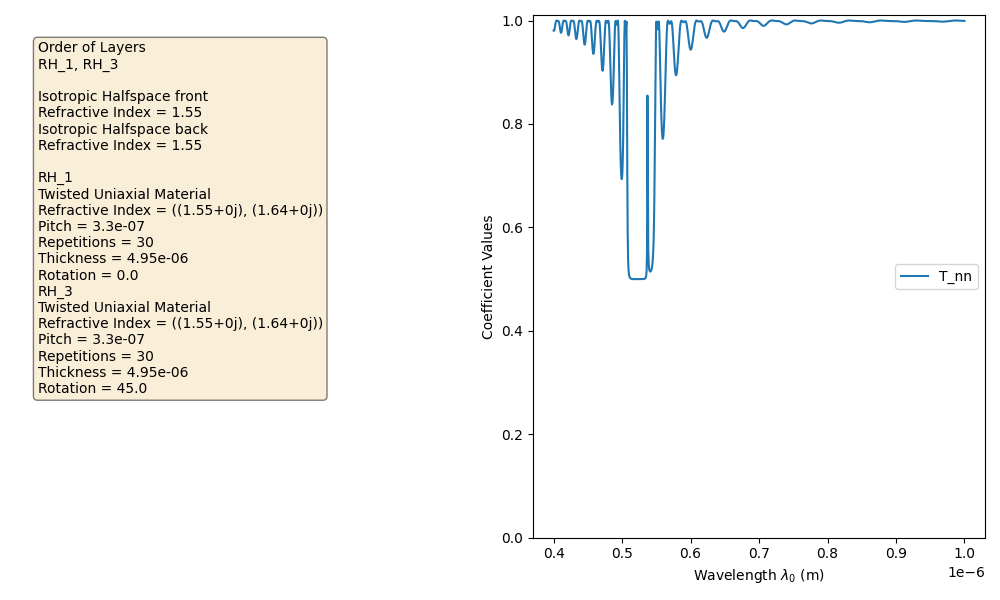 Order of Layers
RH_1, RH_3
Isotropic Halfspace front
Refractive Index = 1.55
Isotropic Halfspace back
Refractive Index = 1.55
RH_1
Twisted Uniaxial Material
Refractive Index = ((1.55+0j), (1.64+0j))
Pitch = 3.3e-07
Repetitions = 30
Thickness = 4.95e-06
Rotation = 0.0
RH_3
Twisted Uniaxial Material
Refractive Index = ((1.55+0j), (1.64+0j))
Pitch = 3.3e-07
Repetitions = 30
Thickness = 4.95e-06
Rotation = 45.0
Coefficient Values
1.0
0.8
0.6
0.4
0.2
0.0
T_nn
0.4 0.5 0.6 0.7 0.8 0.9 1.0
1e−6
Wavelength λ₀ (m)